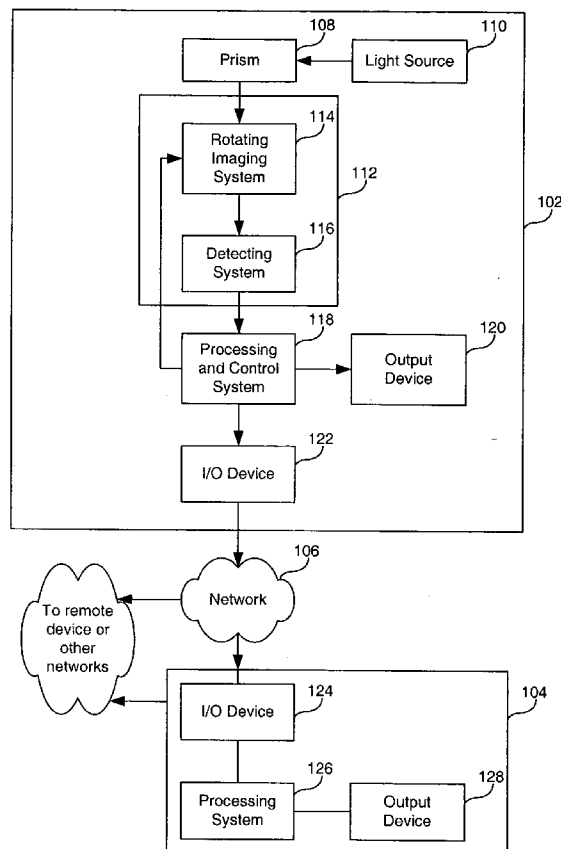 108
110
Prism
Light Source
114
Rotating
Imaging
System
112
102
116
Detecting
System
118
120
Processing
and Control
System
Output
Device
122
I/O Device
106
Network
To remote
device or
other
networks
124
I/O Device
104
126
128
Processing
System
Output
Device